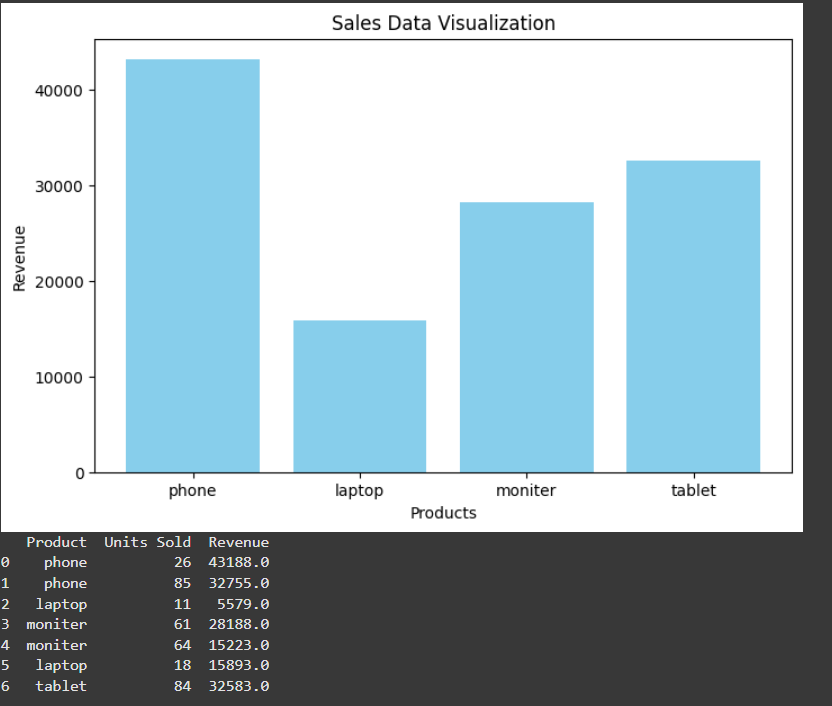 Sales Data Visualization
40000
30000
20000
10000
0
Revenue
phone laptop moniter tablet
Products
Product Units Sold Revenue
0 phone 26 43188.0
1 phone 85 32755.0
2 laptop 11 5579.0
3 moniter 61 28188.0
4 moniter 64 15223.0
5 laptop 18 15893.0
6 tablet 84 32583.0